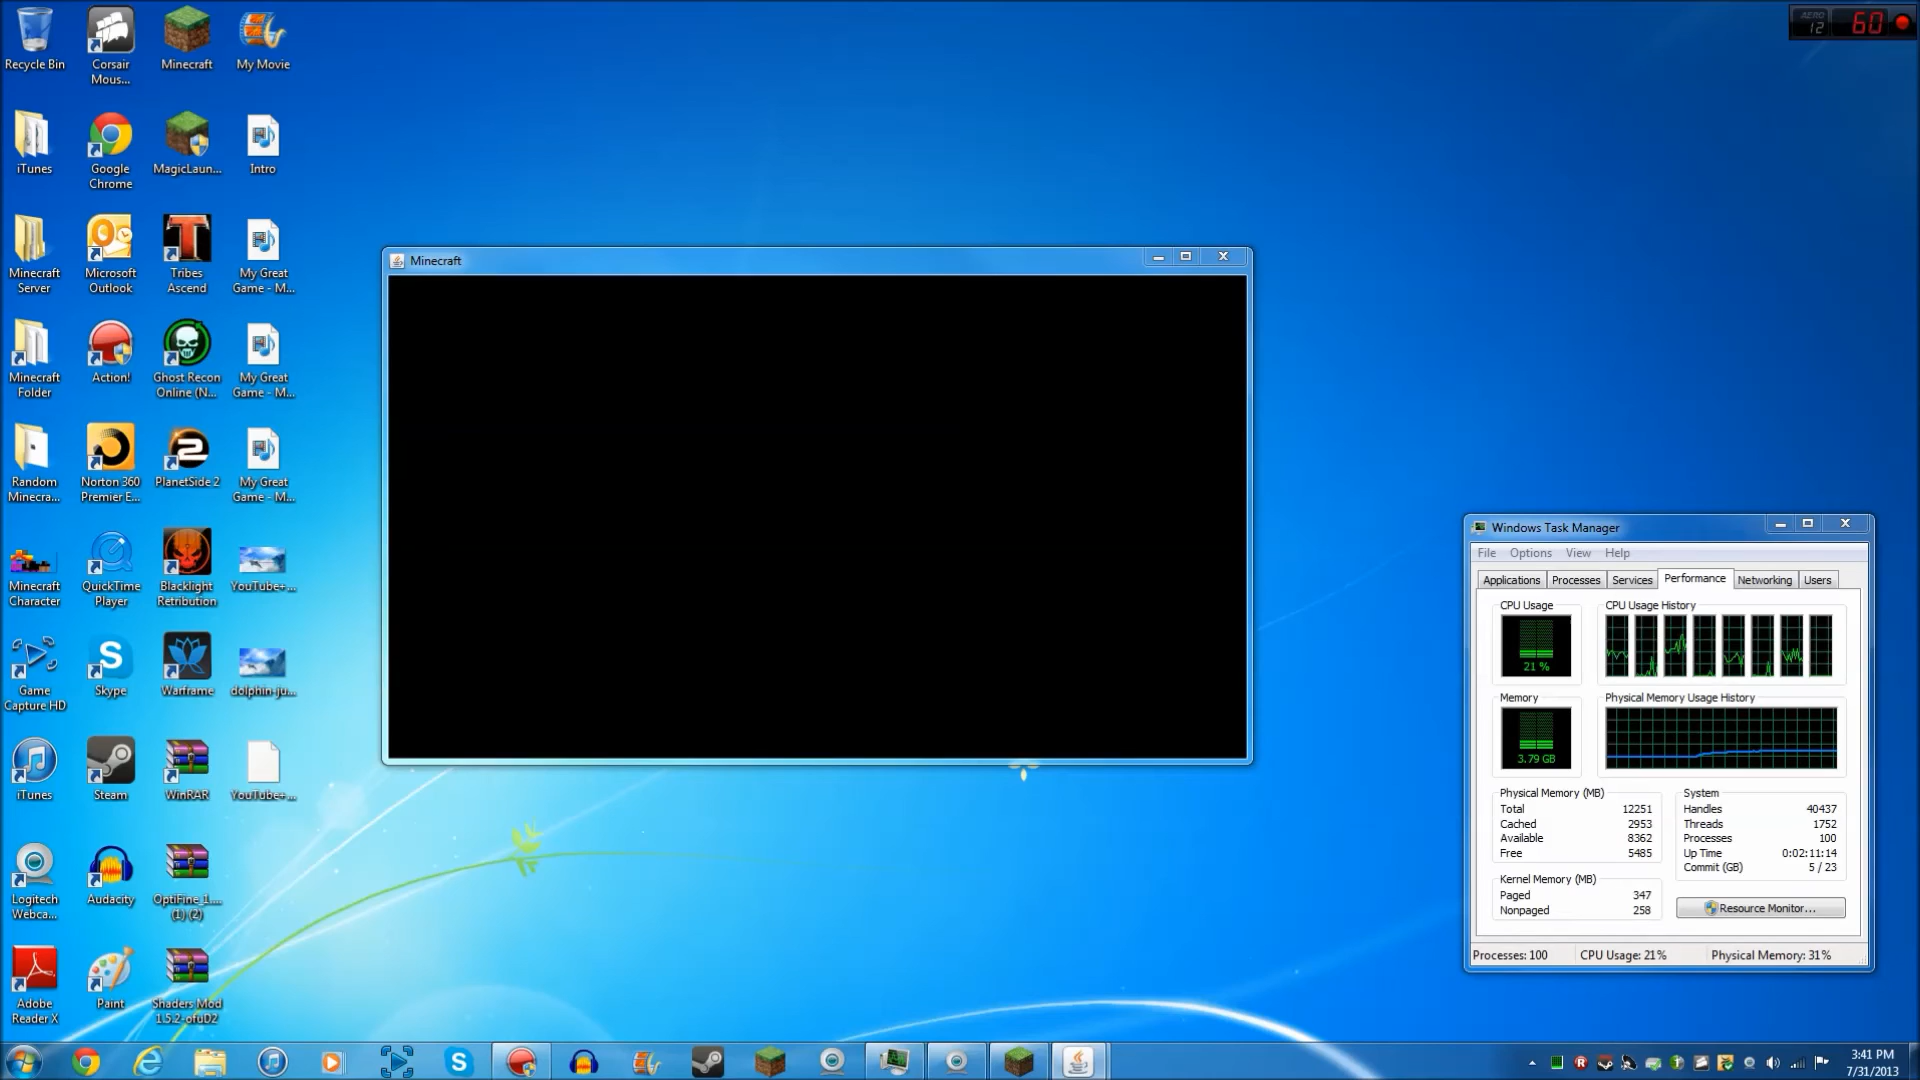 Recycle Bin
Corsair
Mous...
Minecraft
My Movie
iTunes
Google
Chrome
MagicLaun...
Intro
Minecraft
Server
Microsoft
Outlook
Tribes
Ascend
My Great
Game - M...
Minecraft
Folder
Action!
Ghost Recon
Online (N...
My Great
Game - M...
Random
Minecra...
Norton 360
Premier E...
PlanetSide 2
My Great
Game - M...
Minecraft
Character
QuickTime
Player
Blacklight
Retribution
YouTube+...
Game
Capture HD
Skype
Warframe
dolphin-ju...
iTunes
Steam
WinRAR
YouTube+...
Logitech
Webca...
Audacity
OptiFine_1....
(1) (2)
Adobe
Reader X
Paint
Shaders Mod
1.5.2-ofuD2
AERO
12
60
Minecraft
Windows Task Manager
File Options View Help
Applications Processes Services Performance Networking Users
CPU Usage
CPU Usage History
21 %
Memory
Physical Memory Usage History
3.79 GB
Physical Memory (MB)
Total 12251
Cached 2953
Available 8362
Free 5485
Kernel Memory (MB)
Paged 347
Nonpaged 258
System
Handles 40437
Threads 1752
Processes 100
Up Time 0:02:11:14
Commit (GB) 5 / 23
Resource Monitor...
Processes: 100 CPU Usage: 21% Physical Memory: 31%
3:41 PM
7/31/2013